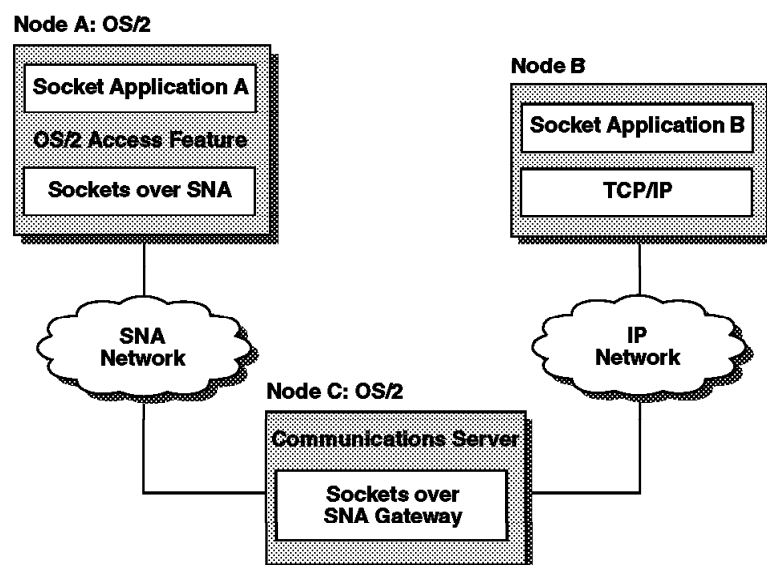 Node A: OS/2
Socket Application A
OS/2 Access Feature
Sockets over SNA
Node B
Socket Application B
TCP/IP
SNA
Network
IP
Network
Node C: OS/2
Communications Server
Sockets over
SNA Gateway